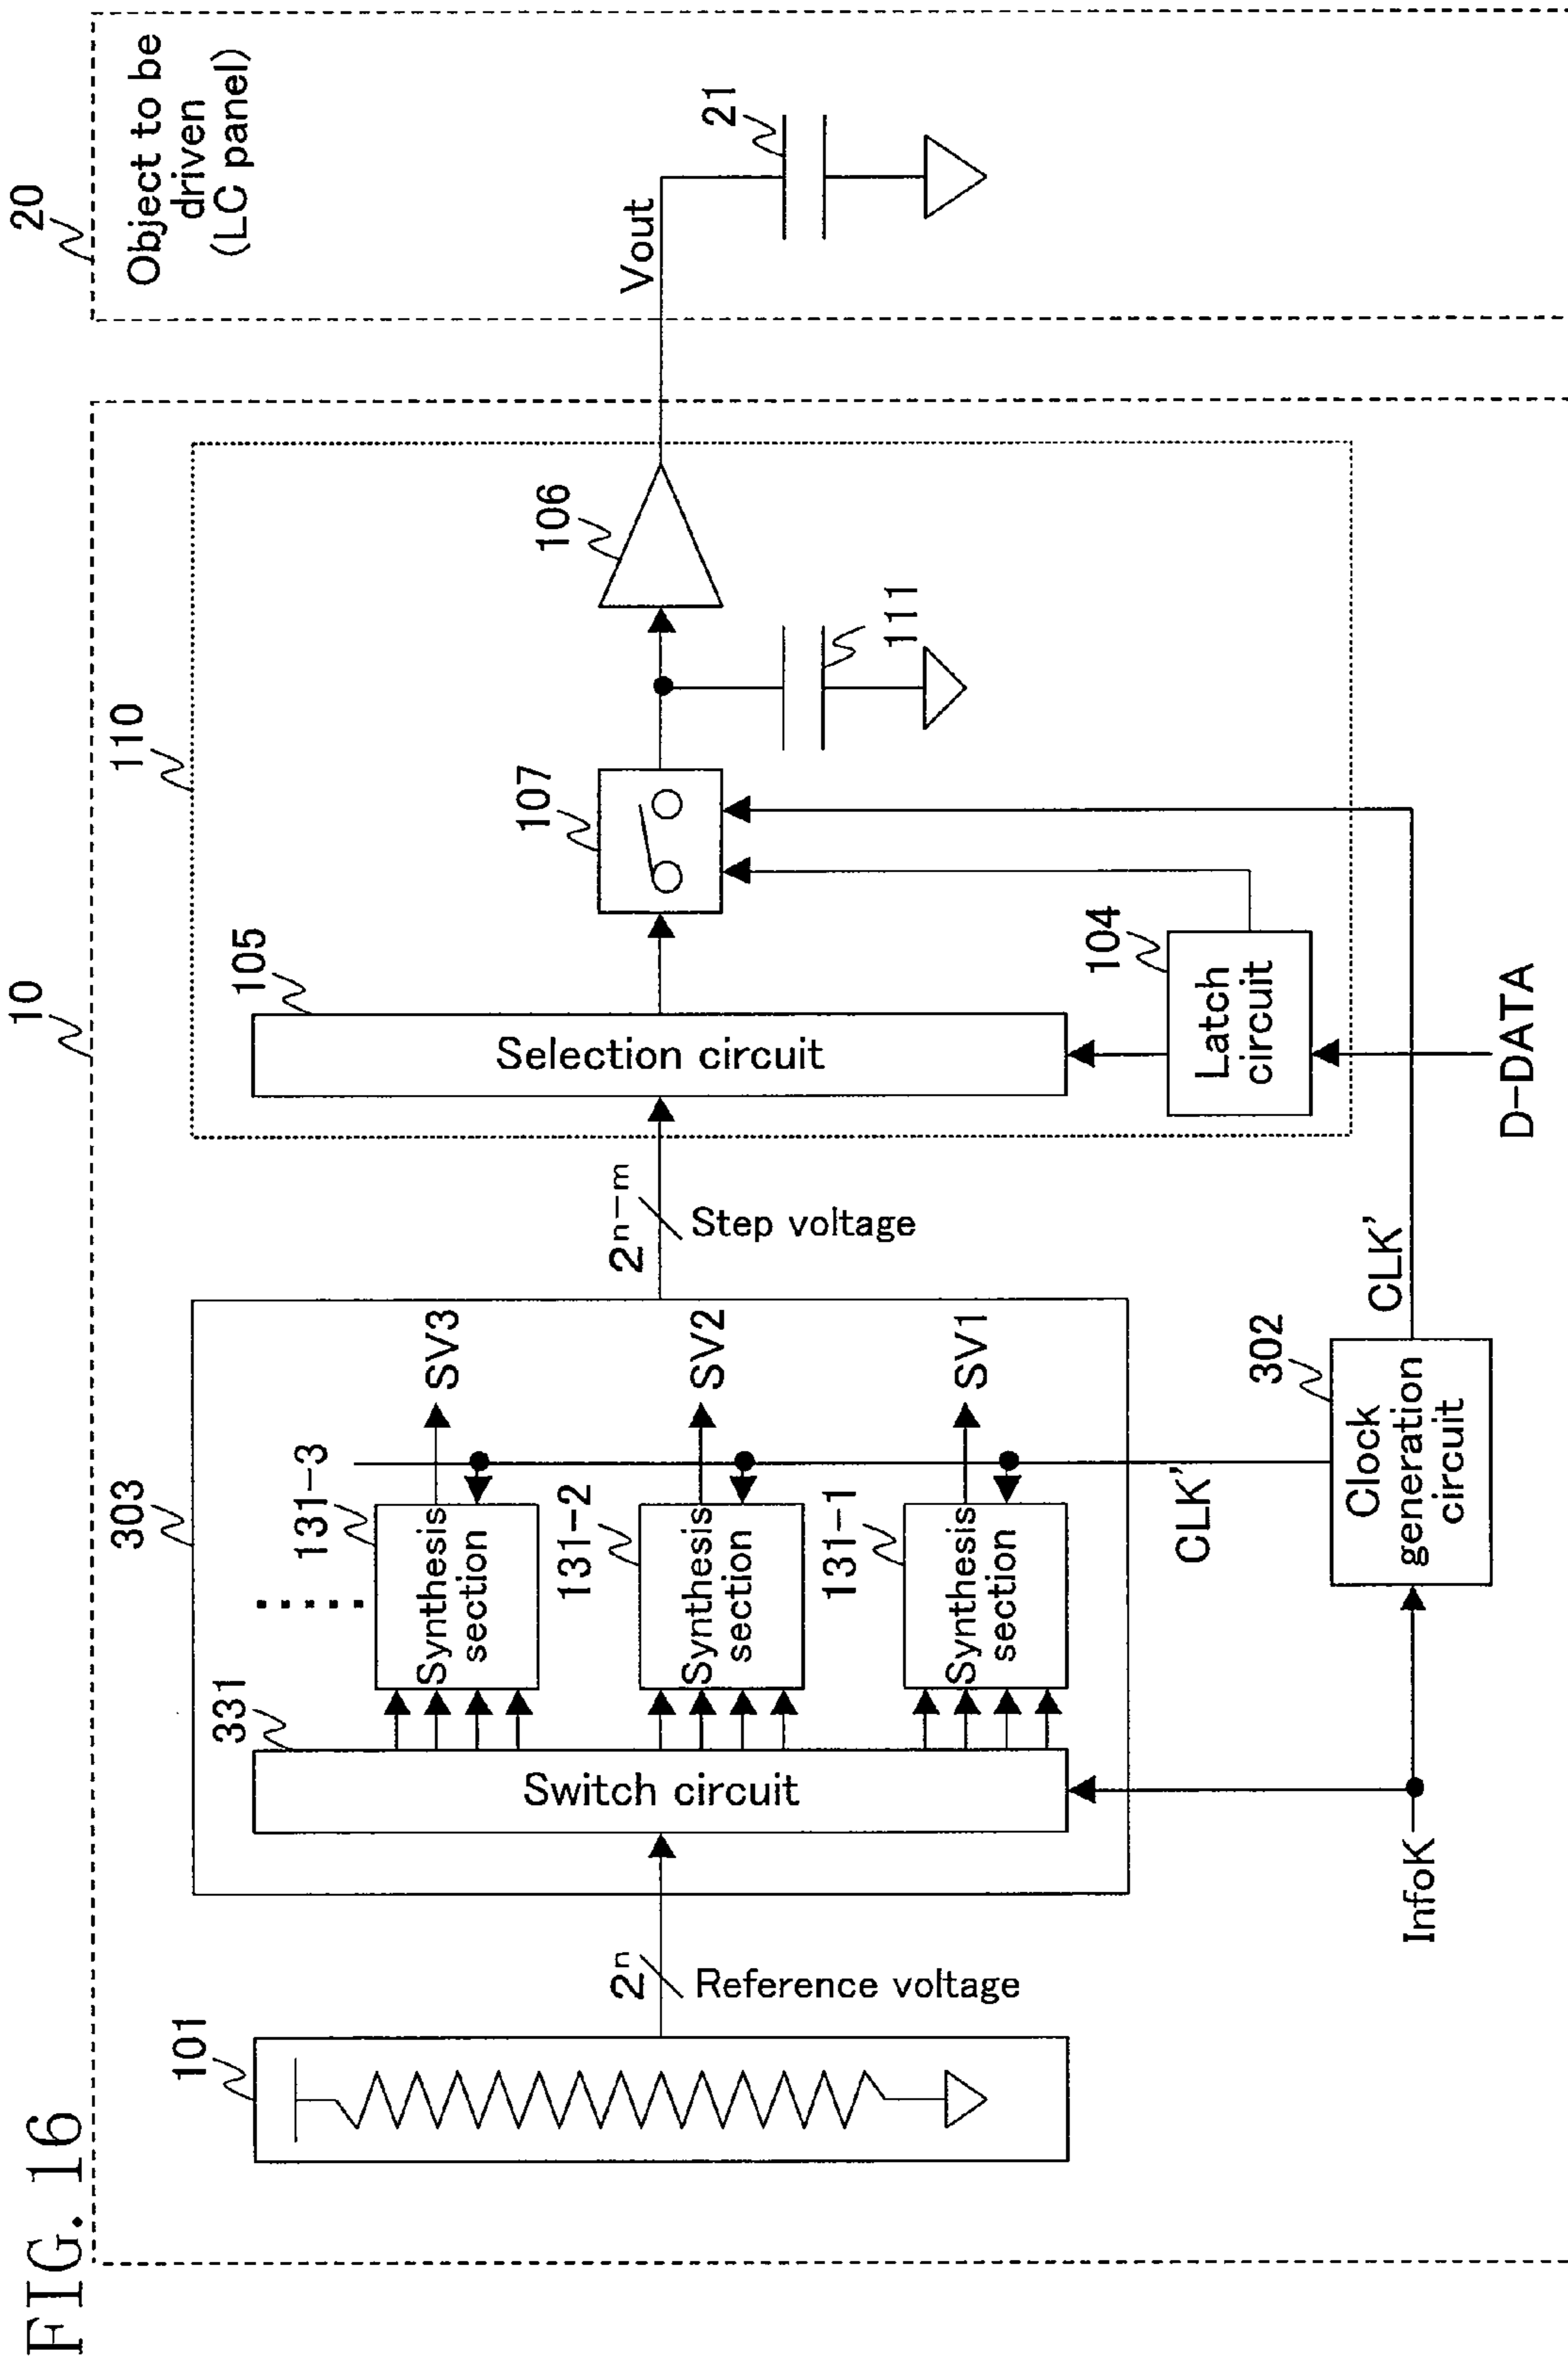 FIG. 16
10
20
Object to be
driven
(LC panel)
101
2ⁿ
Reference voltage
303
331
Switch circuit
131-3
Synthesis
section
SV3
131-2
Synthesis
section
SV2
131-1
Synthesis
section
SV1
CLK'
InfoK
302
Clock
generation
circuit
CLK'
2ⁿ⁻ᵐ
Step voltage
110
105
Selection circuit
104
Latch
circuit
D-DATA
107
111
106
Vout
21